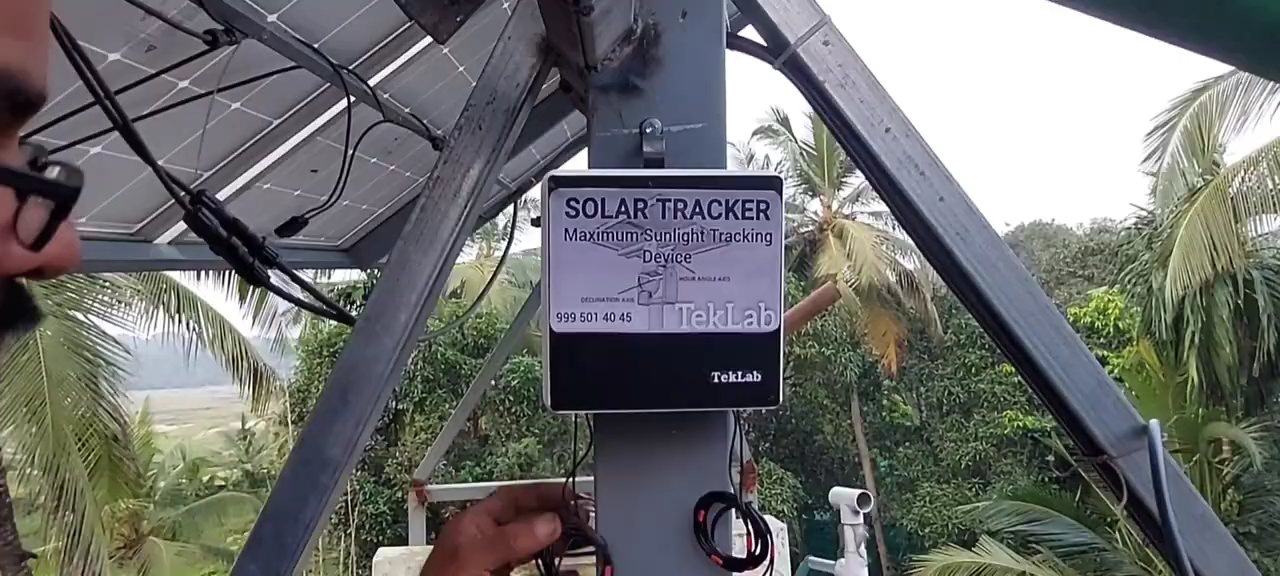 SOLAR TRACKER
Maximum Sunlight Tracking
Device
HOUR ANGLE AXIS
DECLINATION AXIS
999 501 40 45
TekLab
TekLab